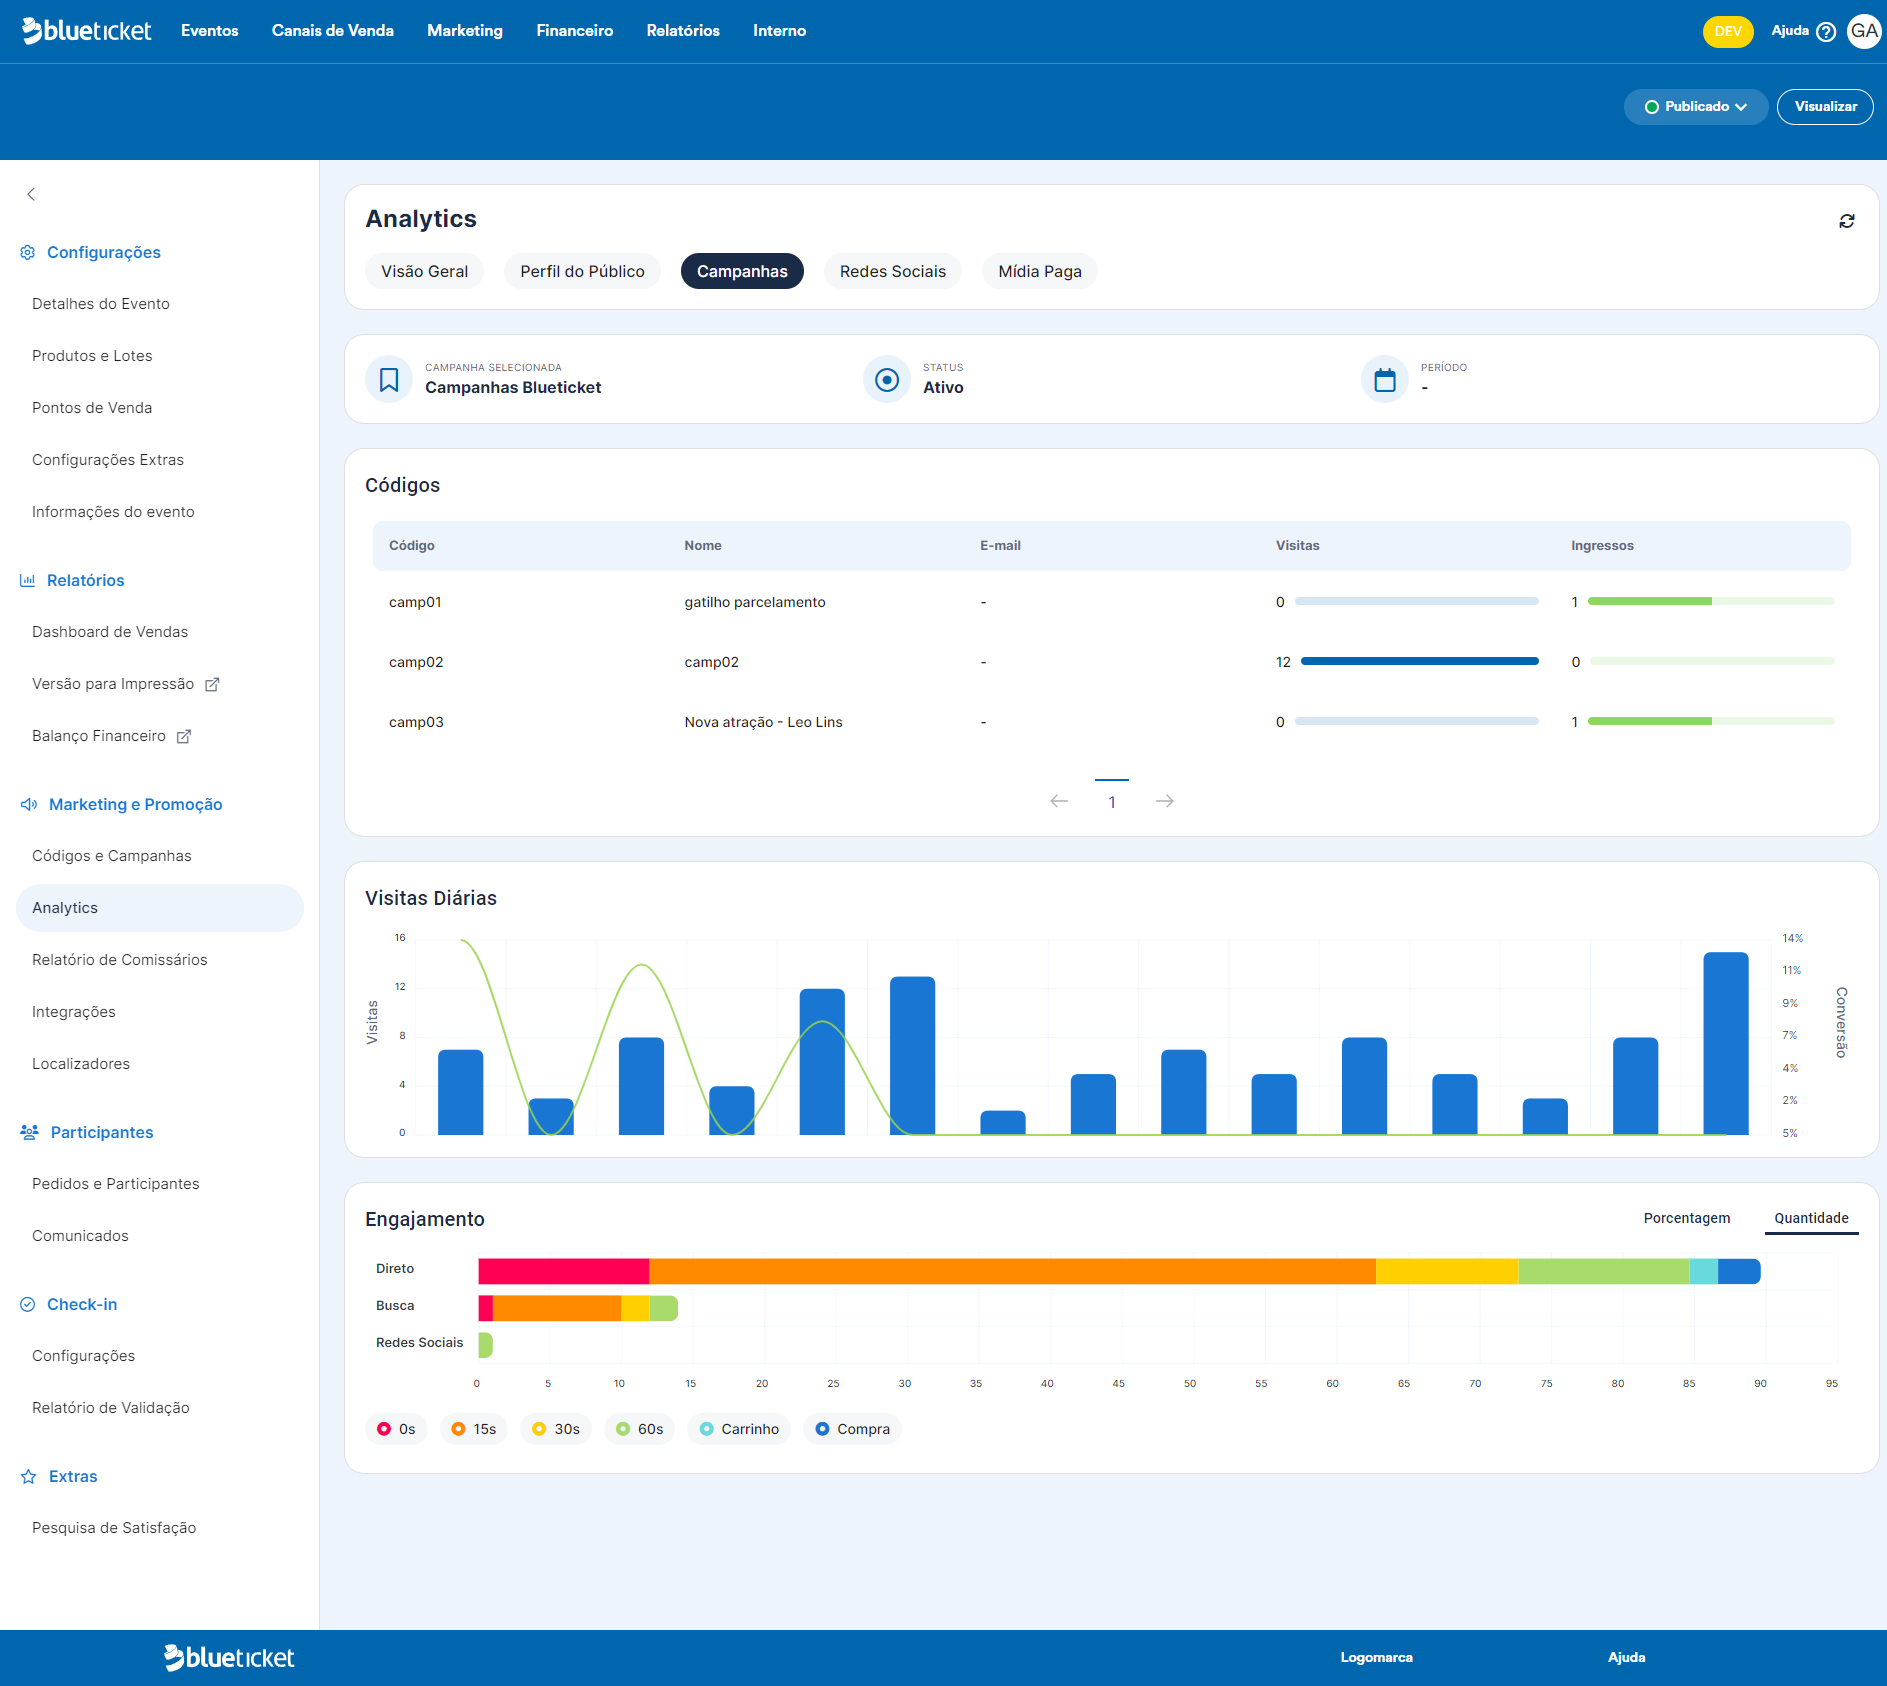 blueticket
Eventos
Canais de Venda
Marketing
Financeiro
Relatórios
Interno
DEV
Ajuda
GA
Publicado
Visualizar
Configurações
Detalhes do Evento
Produtos e Lotes
Pontos de Venda
Configurações Extras
Informações do evento
Relatórios
Dashboard de Vendas
Versão para Impressão
Balanço Financeiro
Marketing e Promoção
Códigos e Campanhas
Analytics
Relatório de Comissários
Integrações
Localizadores
Participantes
Pedidos e Participantes
Comunicados
Check-in
Configurações
Relatório de Validação
Extras
Pesquisa de Satisfação
Analytics
Visão Geral
Perfil do Público
Campanhas
Redes Sociais
Mídia Paga
CAMPANHA SELECIONADA
Campanhas Blueticket
STATUS
Ativo
PERÍODO
-
Códigos
Código Nome E-mail Visitas Ingressos
camp01 gatilho parcelamento - 0 1
camp02 camp02 - 12 0
camp03 Nova atração - Leo Lins - 0 1
1
Visitas Diárias
Visitas
16
12
8
4
0
14%
11%
9%
7%
4%
2%
5%
Conversão
Engajamento
Porcentagem
Quantidade
Direto
Busca
Redes Sociais
0 5 10 15 20 25 30 35 40 45 50 55 60 65 70 75 80 85 90 95
0s
15s
30s
60s
Carrinho
Compra
blueticket
Logomarca
Ajuda